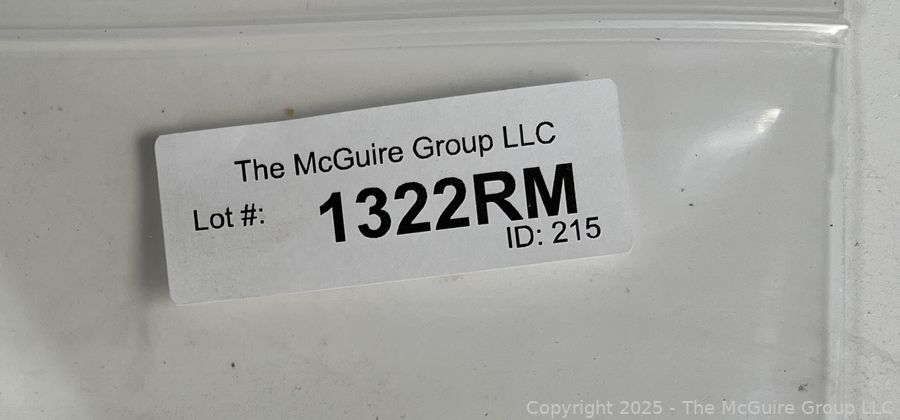 The McGuire Group LLC
Lot #: 1322RM
ID: 215
Copyright 2025 - The McGuire Group LLC